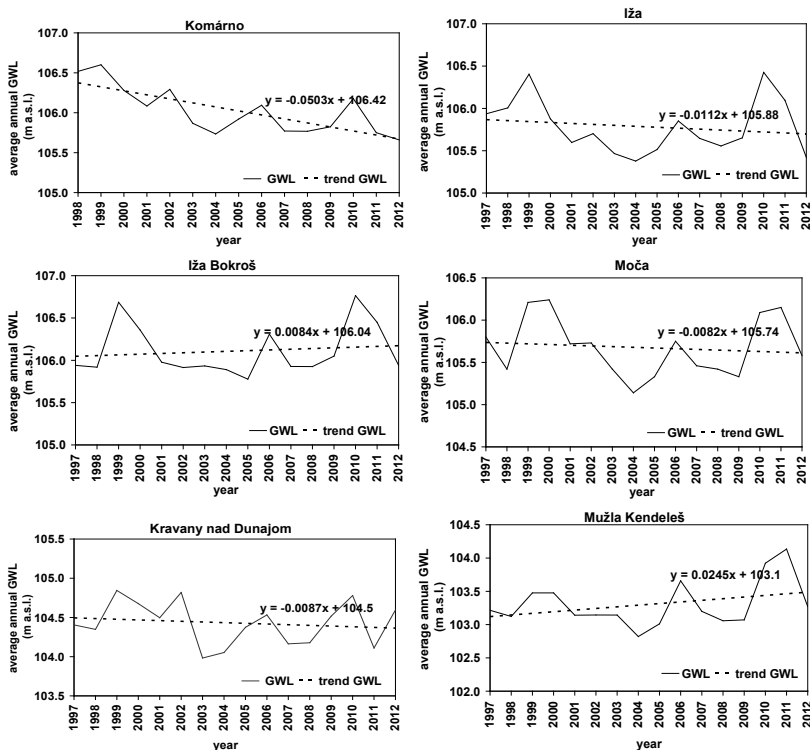 Komárno
average annual GWL
(m a.s.l.)
107.0
106.5
106.0
105.5
105.0
y = -0.0503x + 106.42
GWL trend GWL
1998 1999 2000 2001 2002 2003 2004 2005 2006 2007 2008 2009 2010 2011 2012
year
Iža
average annual GWL
(m a.s.l.)
107.0
106.5
106.0
105.5
105.0
y = -0.0112x + 105.88
GWL trend GWL
1997 1998 1999 2000 2001 2002 2003 2004 2005 2006 2007 2008 2009 2010 2011 2012
year
Iža Bokroš
average annual GWL
(m a.s.l.)
107.0
106.5
106.0
105.5
105.0
y = 0.0084x + 106.04
GWL trend GWL
1997 1998 1999 2000 2001 2002 2003 2004 2005 2006 2007 2008 2009 2010 2011 2012
year
Moča
average annual GWL
(m a.s.l.)
106.5
106.0
105.5
105.0
104.5
y = -0.0082x + 105.74
GWL trend GWL
1997 1998 1999 2000 2001 2002 2003 2004 2005 2006 2007 2008 2009 2010 2011 2012
year
Kravany nad Dunajom
average annual GWL
(m a.s.l.)
105.5
105.0
104.5
104.0
103.5
y = -0.0087x + 104.5
GWL trend GWL
1997 1998 1999 2000 2001 2002 2003 2004 2005 2006 2007 2008 2009 2010 2011 2012
year
Mužla Kendeleš
average annual GWL
(m a.s.l.)
104.5
104.0
103.5
103.0
102.5
102.0
y = 0.0245x + 103.1
GWL trend GWL
1997 1998 1999 2000 2001 2002 2003 2004 2005 2006 2007 2008 2009 2010 2011 2012
year